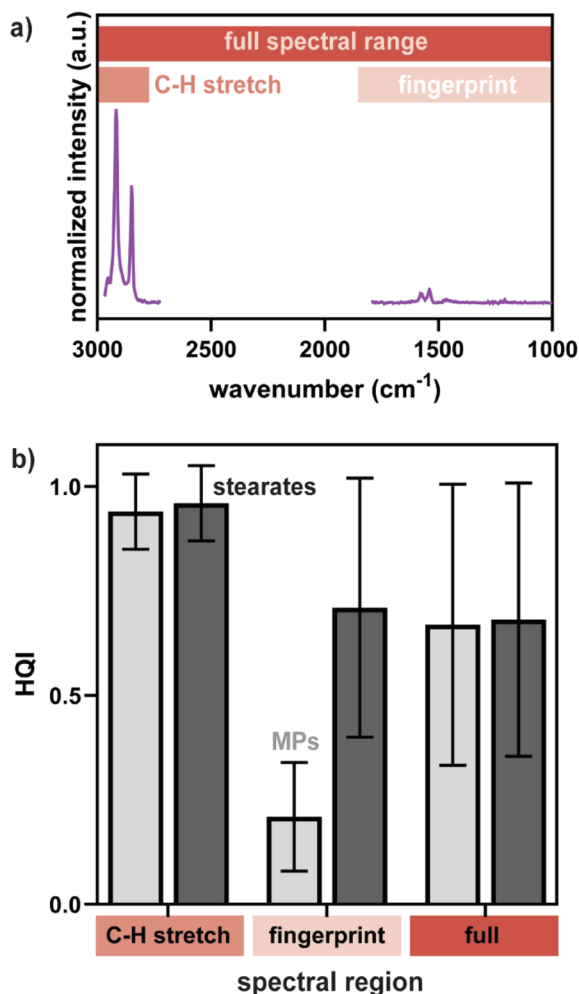 a)
full spectral range
C-H stretch
fingerprint
normalized intensity (a.u.)
3000
2500
2000
1500
1000
wavenumber (cm⁻¹)
b)
1.0
stearates
0.5
MPs
0.0
HQI
C-H stretch
fingerprint
full
spectral region